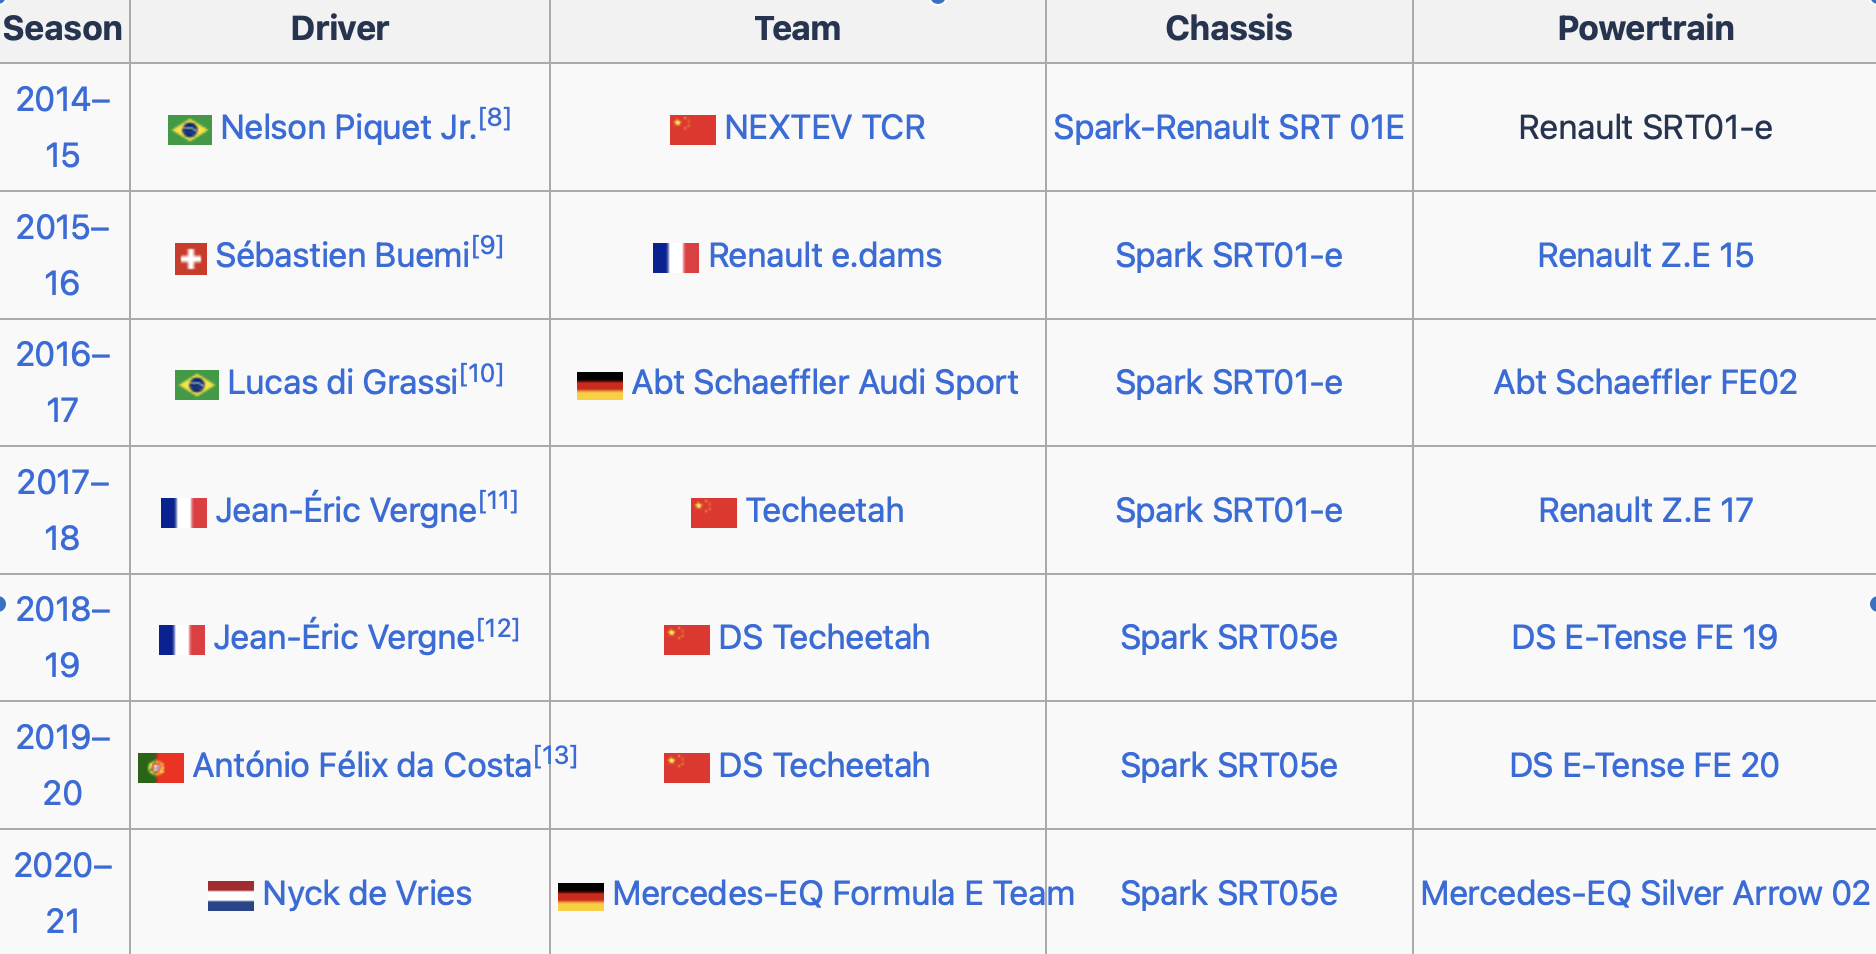 Season Driver Team Chassis Powertrain
2014–
15 Nelson Piquet Jr.[8] NEXTEV TCR Spark-Renault SRT 01E Renault SRT01-e
2015–
16 Sébastien Buemi[9] Renault e.dams Spark SRT01-e Renault Z.E 15
2016–
17 Lucas di Grassi[10] Abt Schaeffler Audi Sport Spark SRT01-e Abt Schaeffler FE02
2017–
18 Jean-Éric Vergne[11] Techeetah Spark SRT01-e Renault Z.E 17
2018–
19 Jean-Éric Vergne[12] DS Techeetah Spark SRT05e DS E-Tense FE 19
2019–
20 António Félix da Costa[13] DS Techeetah Spark SRT05e DS E-Tense FE 20
2020–
21 Nyck de Vries Mercedes-EQ Formula E Team Spark SRT05e Mercedes-EQ Silver Arrow 02